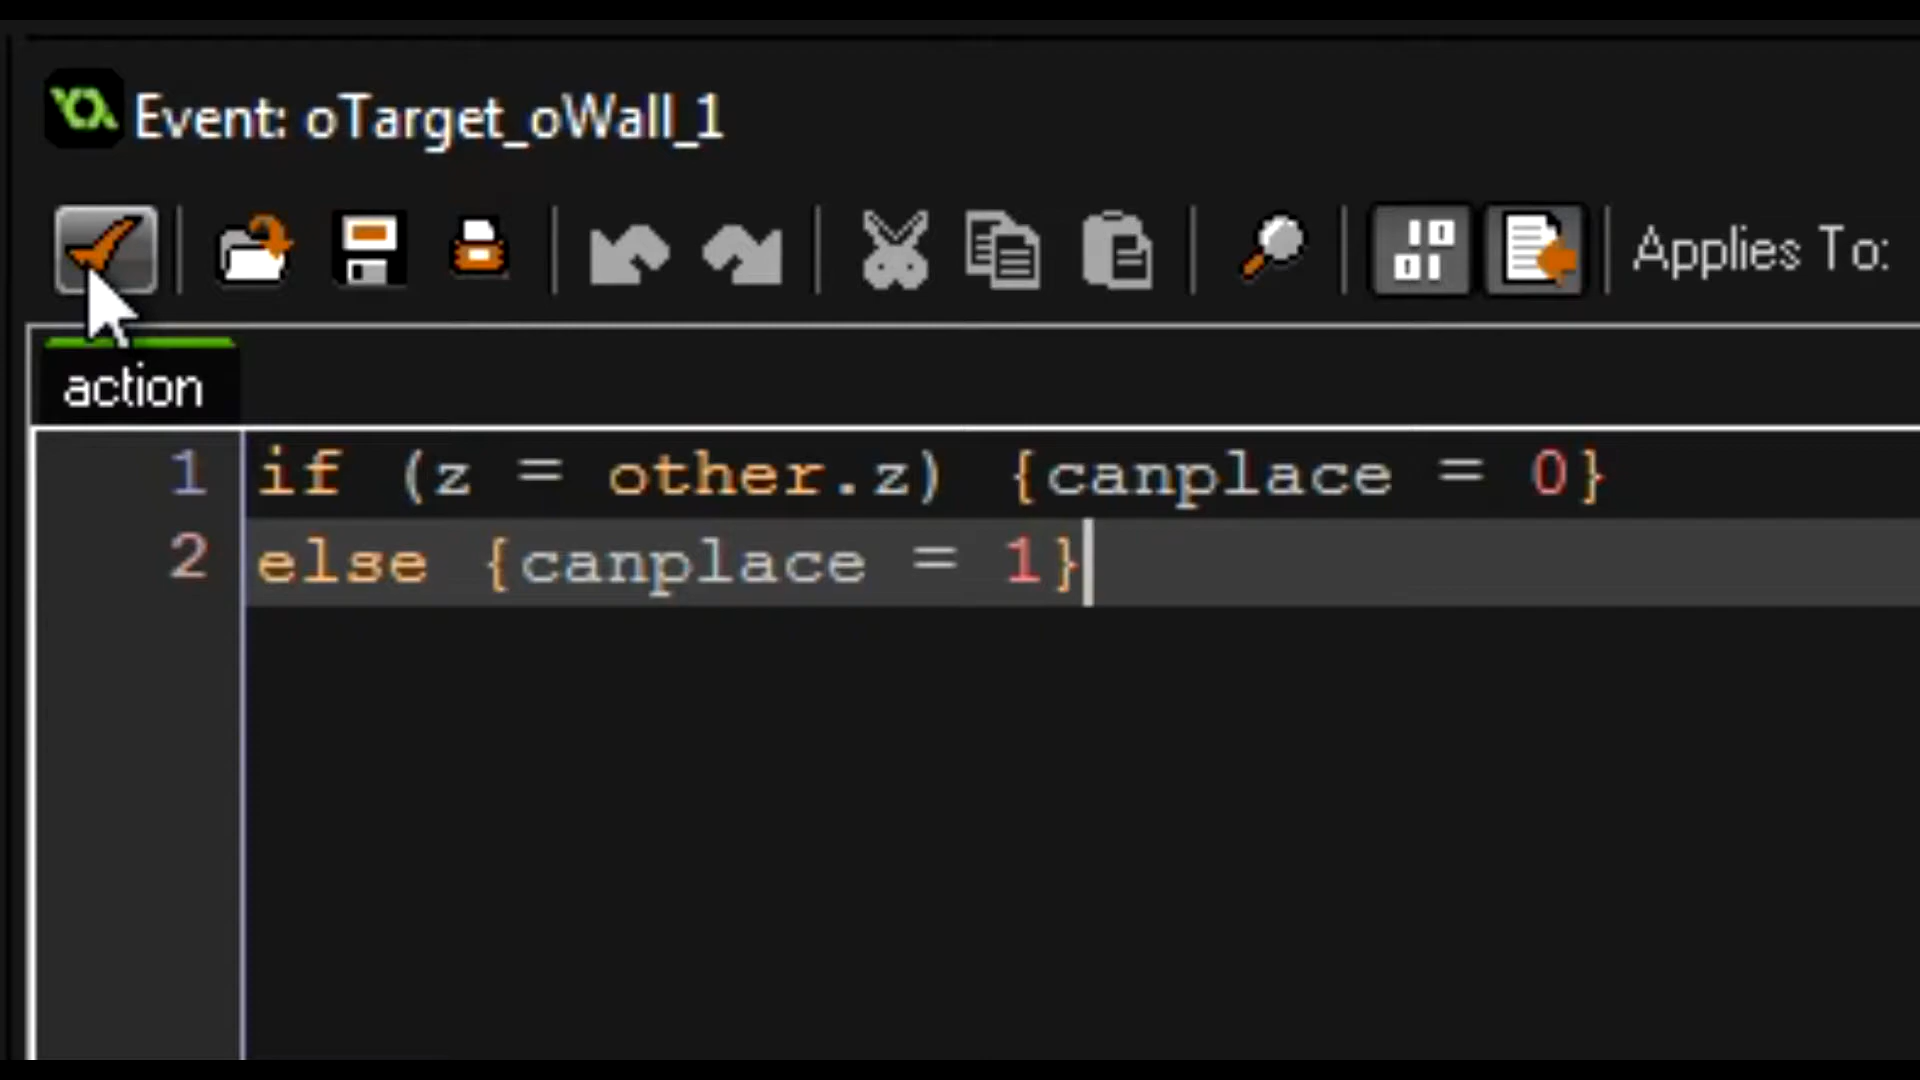 Event: oTarget_oWall_1
Applies To:
action
1 if (z = other.z) {canplace = 0}
2 else {canplace = 1}